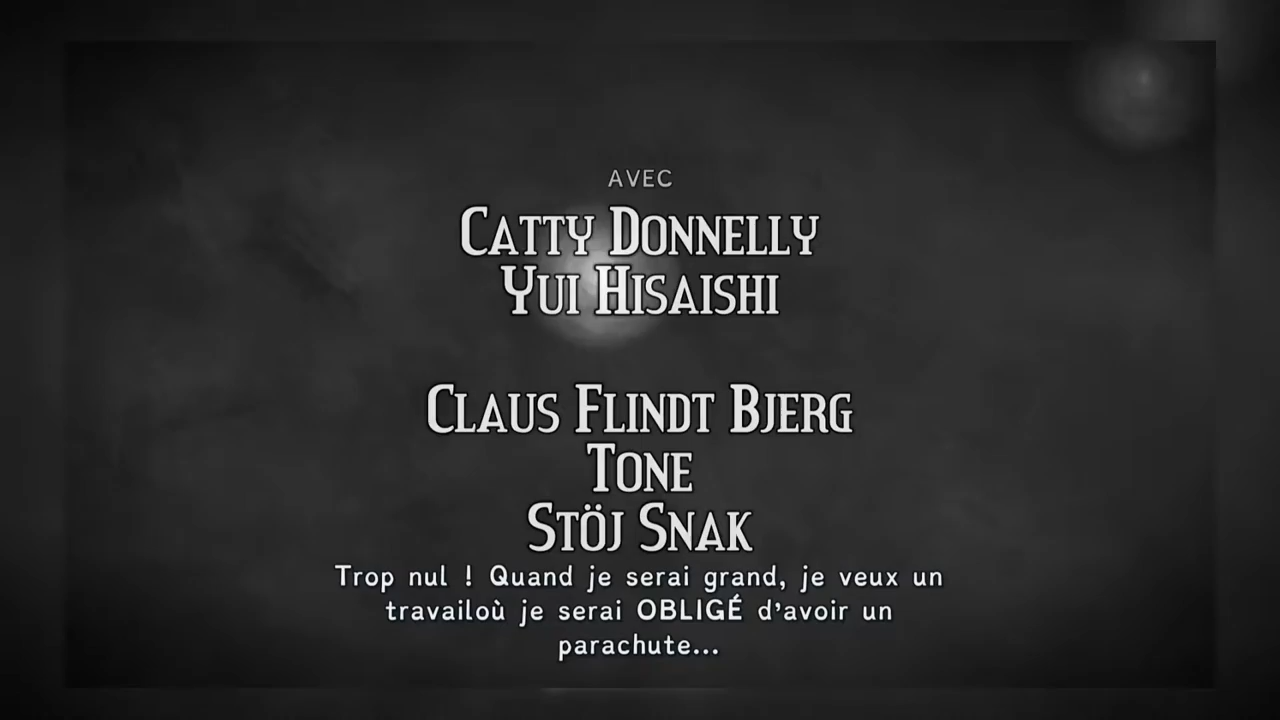 AVEC
CATTY DONNELLY
YUI HISAISHI
CLAUS FLINDT BJERG
TONE
STÖJ SNAK
Trop nul ! Quand je serai grand, je veux un
travailoù je serai OBLIGÉ d'avoir un
parachute...